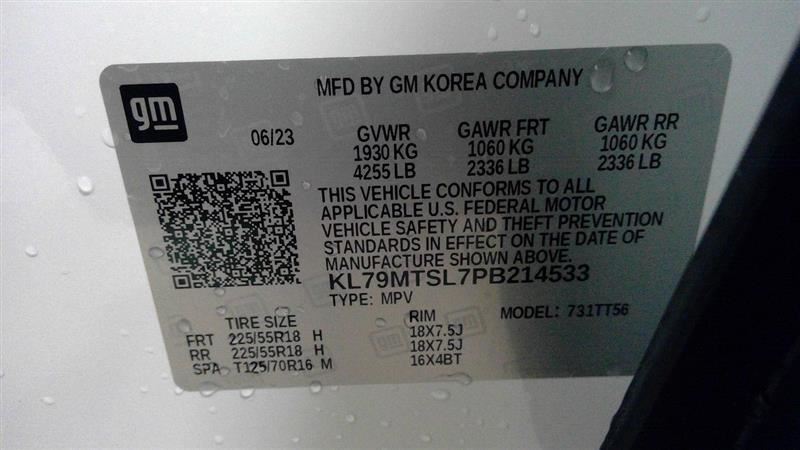 gm
MFD BY GM KOREA COMPANY
06/23
GVWR GAWR FRT GAWR RR
1930 KG 1060 KG 1060 KG
4255 LB 2336 LB 2336 LB
THIS VEHICLE CONFORMS TO ALL
APPLICABLE U.S. FEDERAL MOTOR
VEHICLE SAFETY AND THEFT PREVENTION
STANDARDS IN EFFECT ON THE DATE OF
MANUFACTURE SHOWN ABOVE.
KL79MTSL7PB214533
TYPE: MPV MODEL: 731TT56
TIRE SIZE RIM
FRT 225/55R18 H 18X7.5J
RR 225/55R18 H 18X7.5J
SPA T125/70R16 M 16X4BT